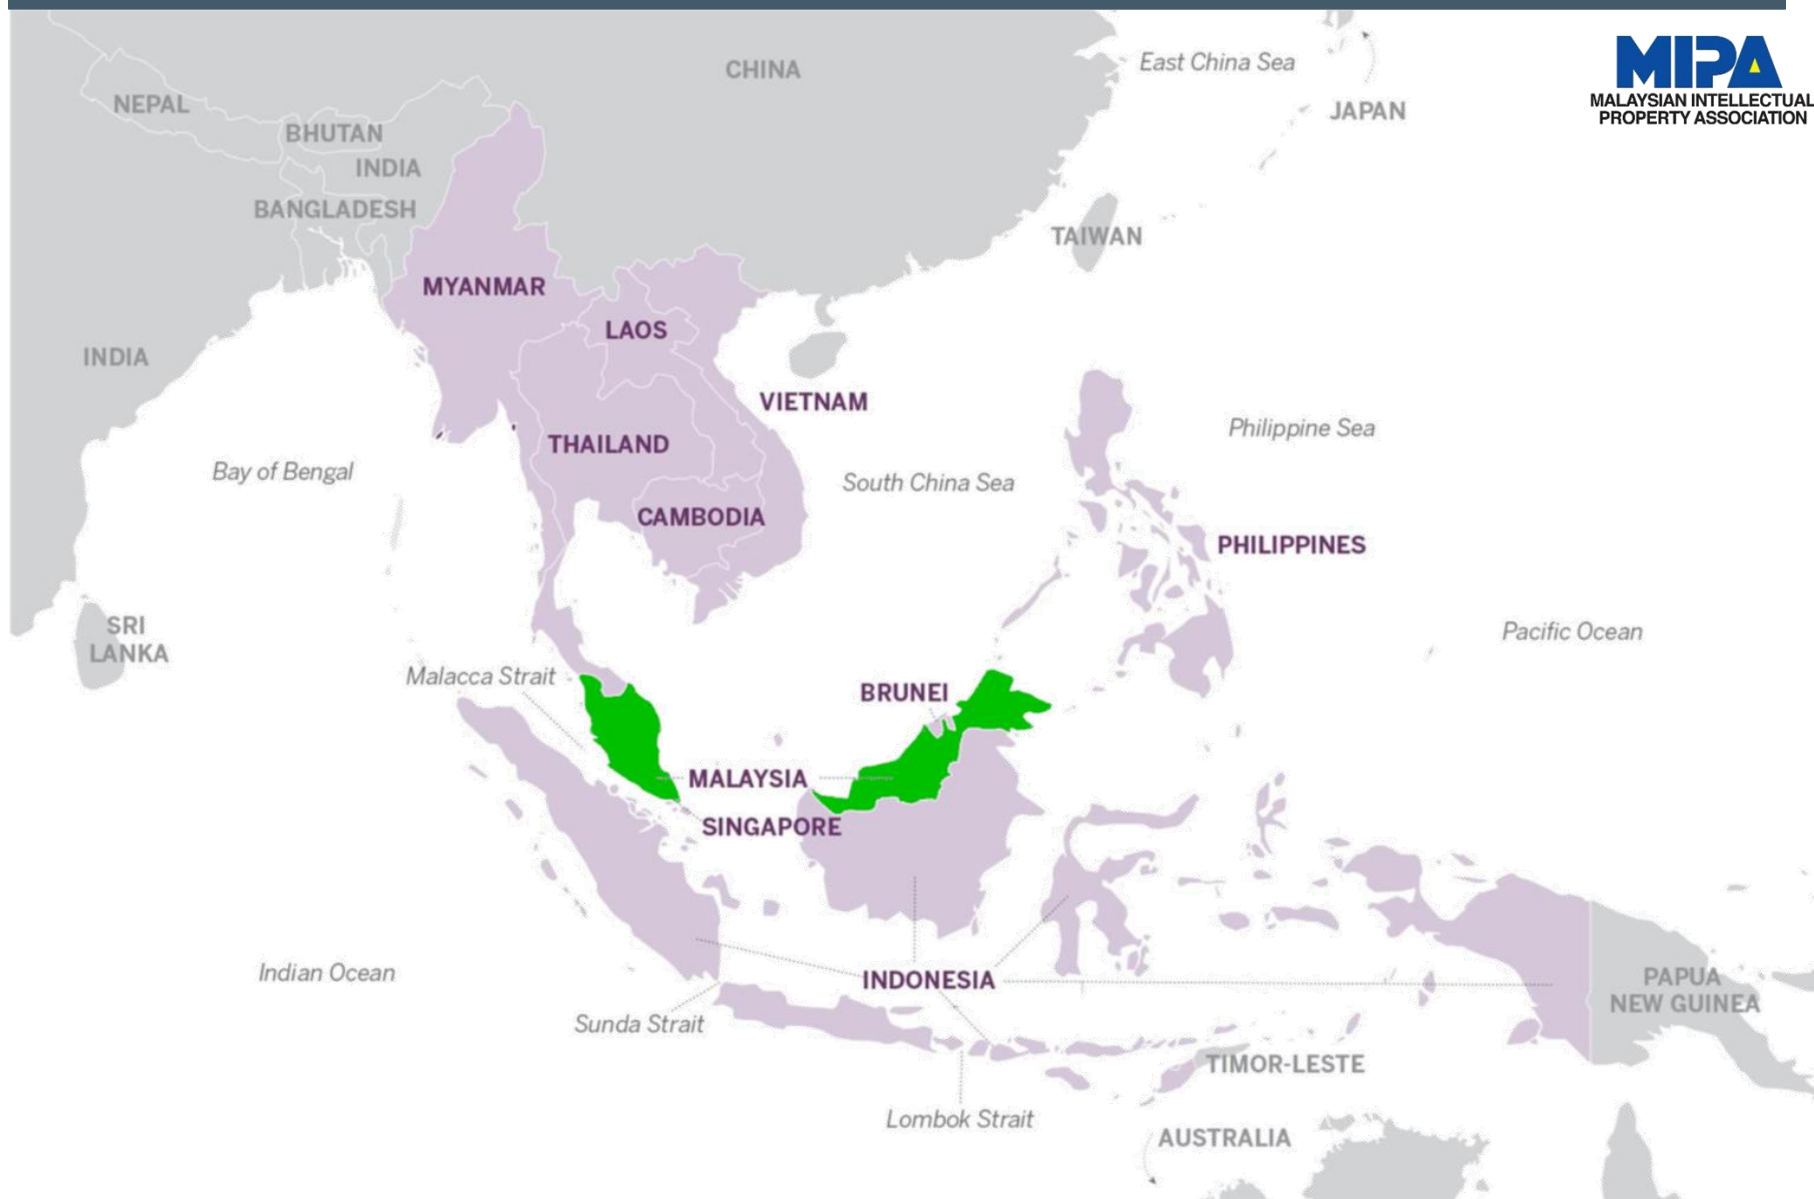 CHINA
East China Sea
MIPA
MALAYSIAN INTELLECTUAL
PROPERTY ASSOCIATION
NEPAL
JAPAN
BHUTAN
INDIA
BANGLADESH
TAIWAN
MYANMAR
LAOS
INDIA
VIETNAM
Philippine Sea
THAILAND
Bay of Bengal
South China Sea
CAMBODIA
PHILIPPINES
SRI
LANKA
Pacific Ocean
Malacca Strait
BRUNEI
MALAYSIA
SINGAPORE
Indian Ocean
INDONESIA
PAPUA
NEW GUINEA
Sunda Strait
TIMOR-LESTE
Lombok Strait
AUSTRALIA